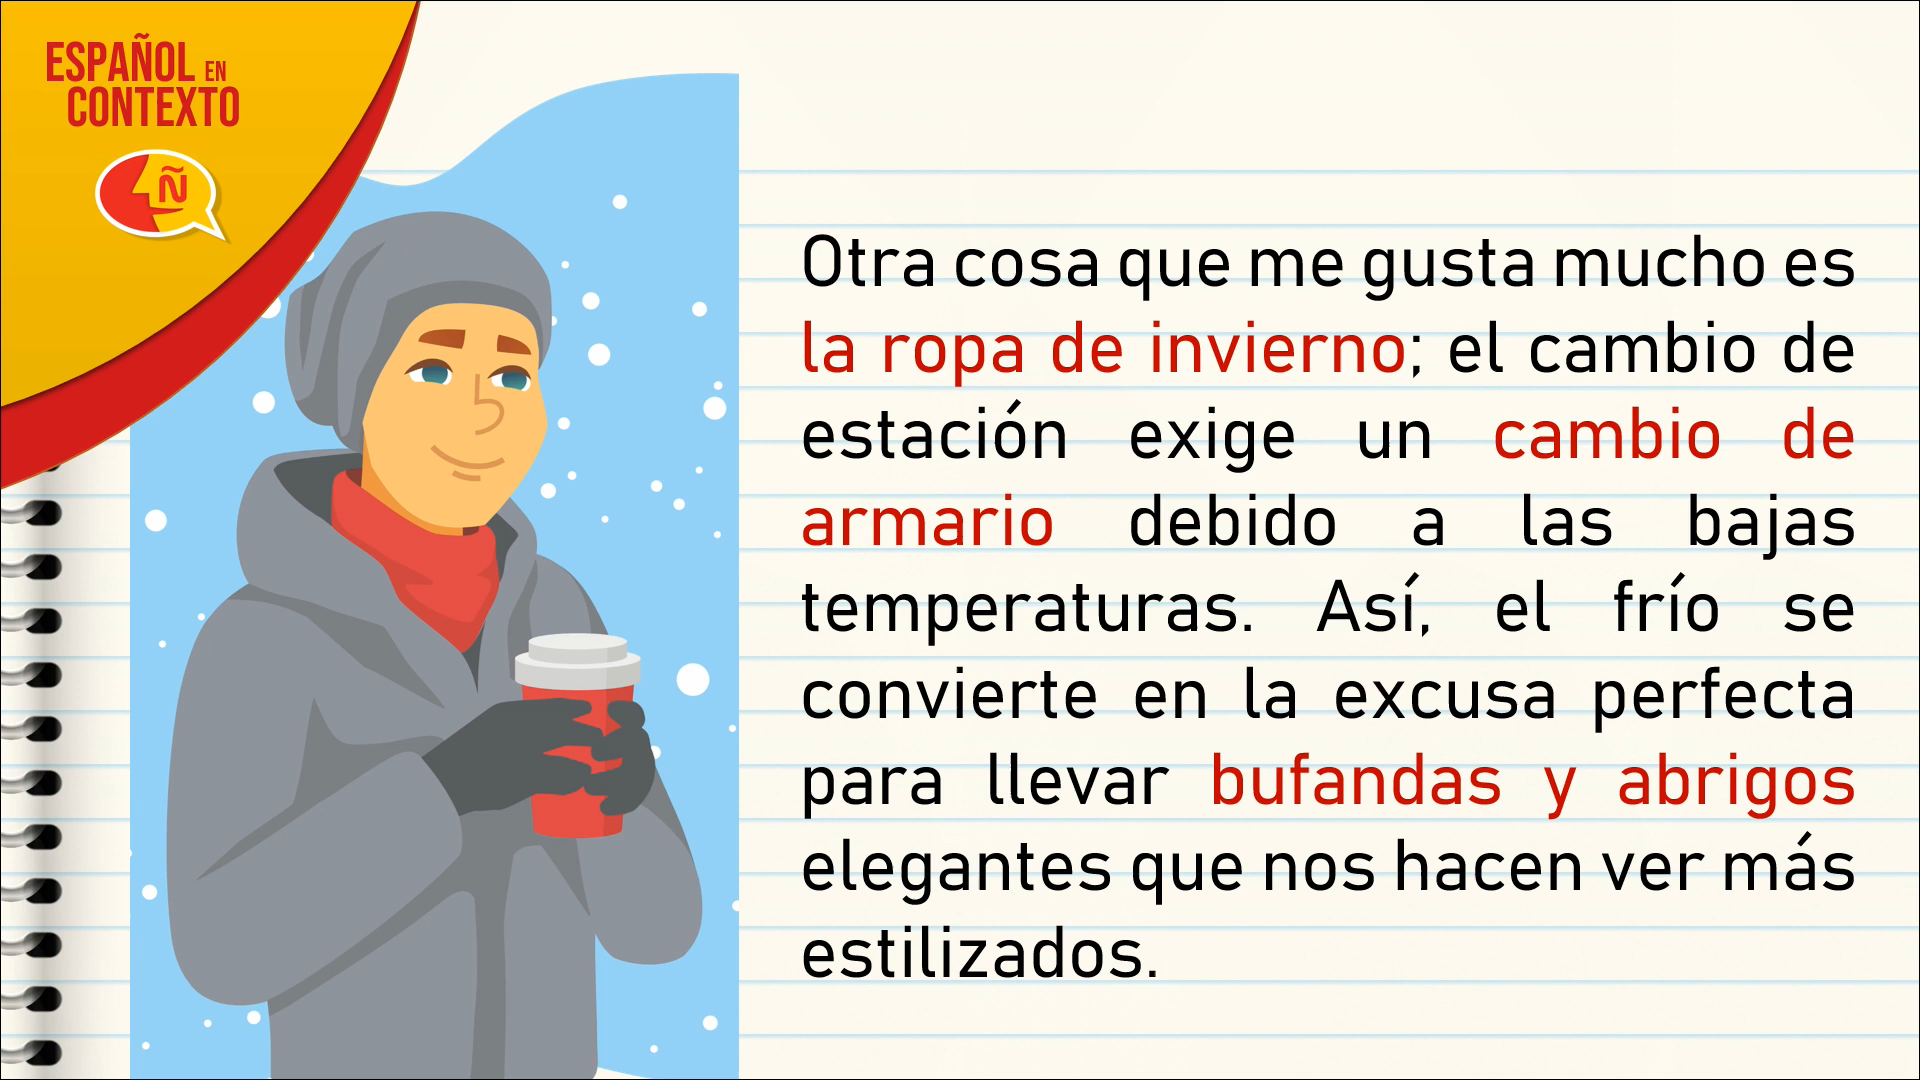 ESPAÑOL EN
CONTEXTO
Ñ
Otra cosa que me gusta mucho es
la ropa de invierno; el cambio de
estación exige un cambio de
armario debido a las bajas
temperaturas. Así, el frío se
convierte en la excusa perfecta
para llevar bufandas y abrigos
elegantes que nos hacen ver más
estilizados.